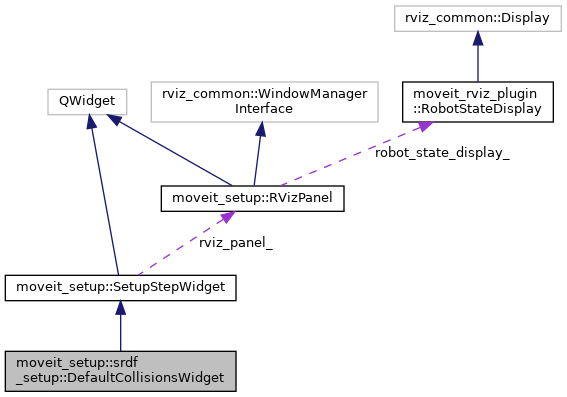 rviz_common::Display
moveit_rviz_plugin
::RobotStateDisplay
rviz_common::WindowManager
Interface
QWidget
robot_state_display_
moveit_setup::RVizPanel
rviz_panel_
moveit_setup::SetupStepWidget
moveit_setup::srdf
_setup::DefaultCollisionsWidget